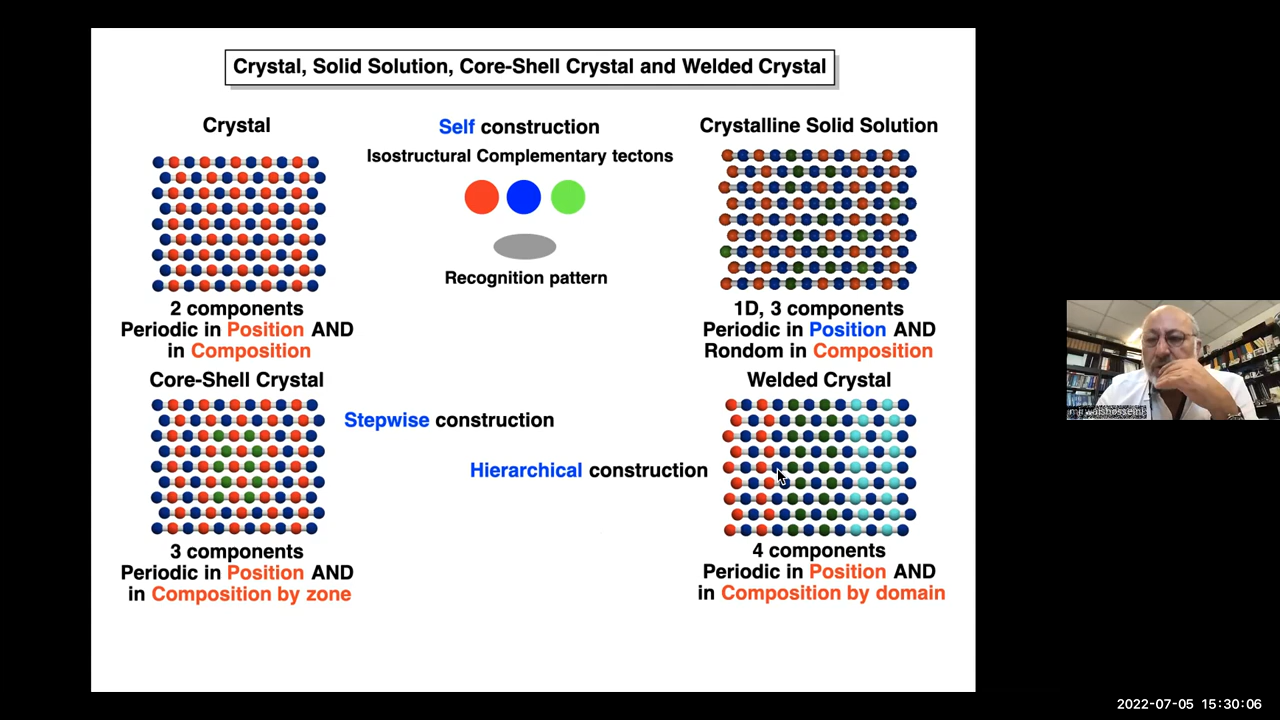 Crystal, Solid Solution, Core-Shell Crystal and Welded Crystal
Crystal
Self construction
Isostructural Complementary tectons
Recognition pattern
Crystalline Solid Solution
2 components
Periodic in Position AND
in Composition
1D, 3 components
Periodic in Position AND
Rondom in Composition
Core-Shell Crystal
Stepwise construction
Hierarchical construction
Welded Crystal
3 components
Periodic in Position AND
in Composition by zone
4 components
Periodic in Position AND
in Composition by domain
2022-07-05 15:30:06